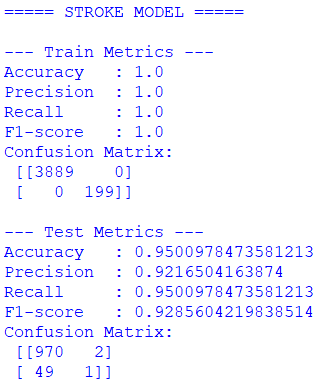 ===== STROKE MODEL =====
--- Train Metrics ---
Accuracy   : 1.0
Precision  : 1.0
Recall     : 1.0
F1-score   : 1.0
Confusion Matrix:
[[3889    0]
[   0  199]]
--- Test Metrics ---
Accuracy   : 0.9500978473581213
Precision  : 0.9216504163874
Recall     : 0.9500978473581213
F1-score   : 0.9285604219838514
Confusion Matrix:
[[970   2]
[ 49   1]]